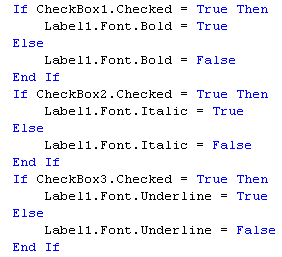 If CheckBox1.Checked = True Then
    Label1.Font.Bold = True
Else
    Label1.Font.Bold = False
End If
If CheckBox2.Checked = True Then
    Label1.Font.Italic = True
Else
    Label1.Font.Italic = False
End If
If CheckBox3.Checked = True Then
    Label1.Font.Underline = True
Else
    Label1.Font.Underline = False
End If